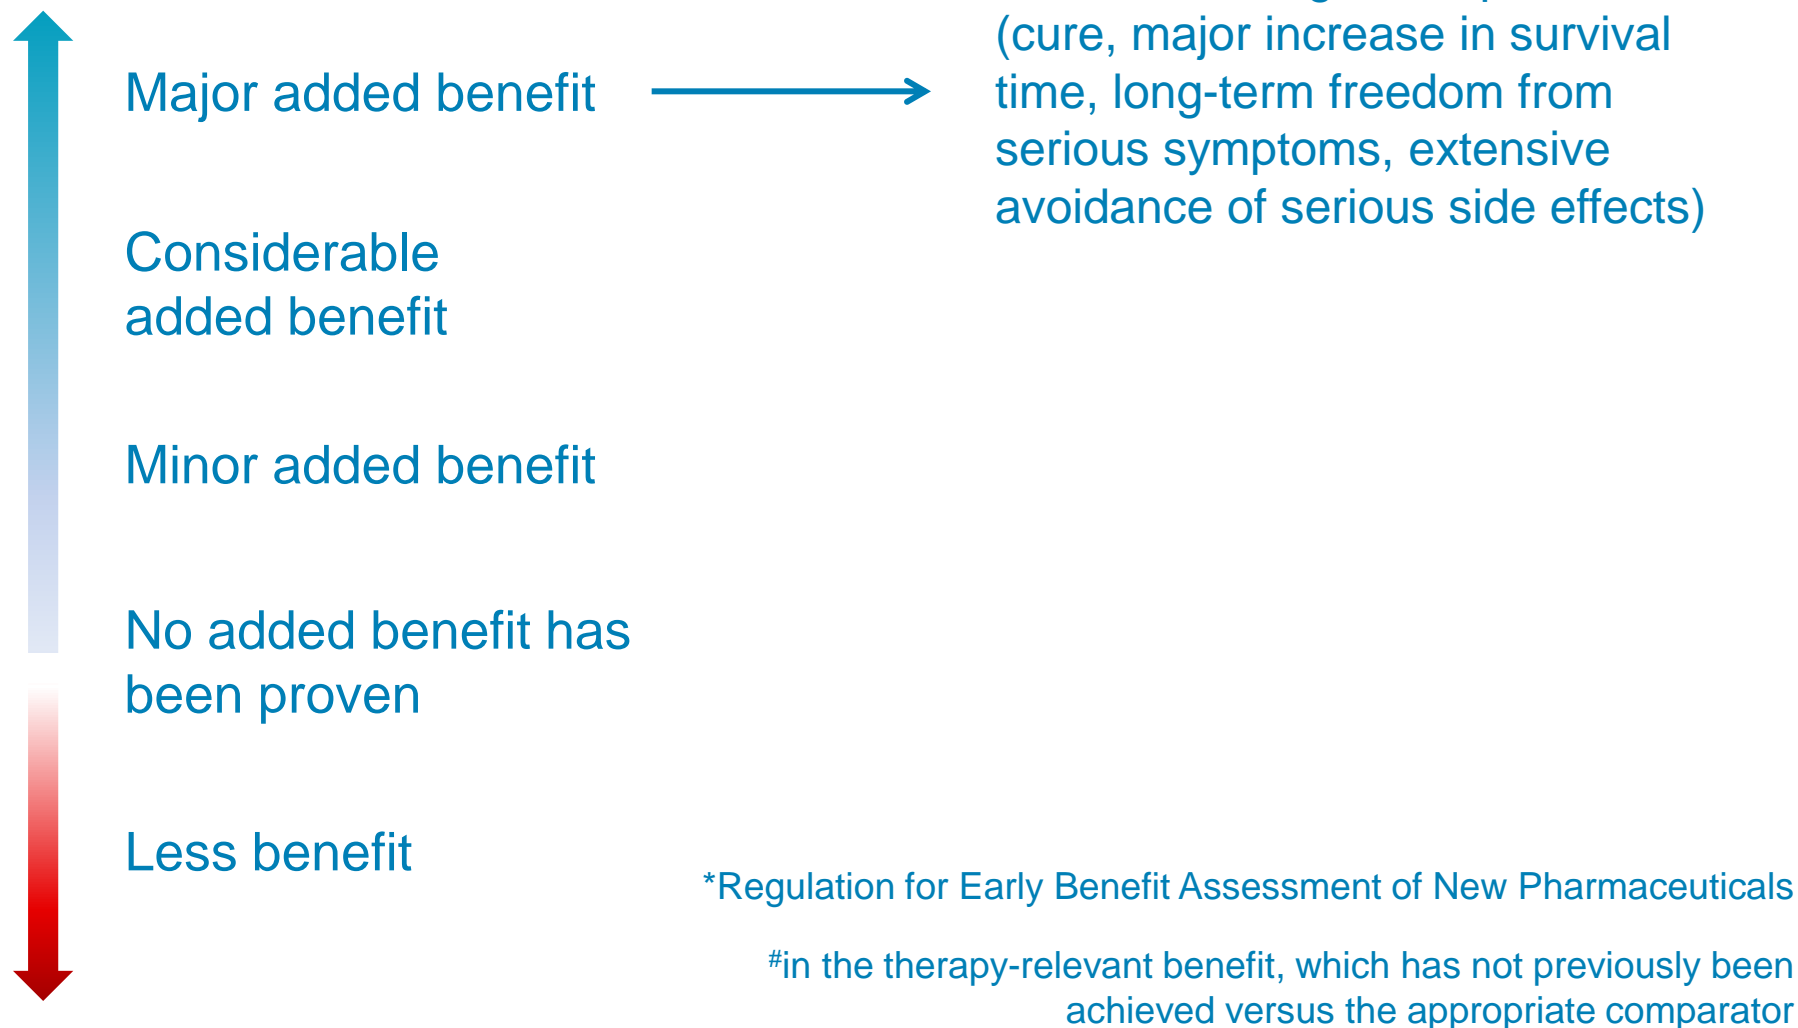 (cure, major increase in survival
Major added benefit
time, long-term freedom from
serious symptoms, extensive
avoidance of serious side effects)
Considerable
added benefit
Minor added benefit
No added benefit has
been proven
Less benefit
*Regulation for Early Benefit Assessment of New Pharmaceuticals
#in the therapy-relevant benefit, which has not previously been
achieved versus the appropriate comparator